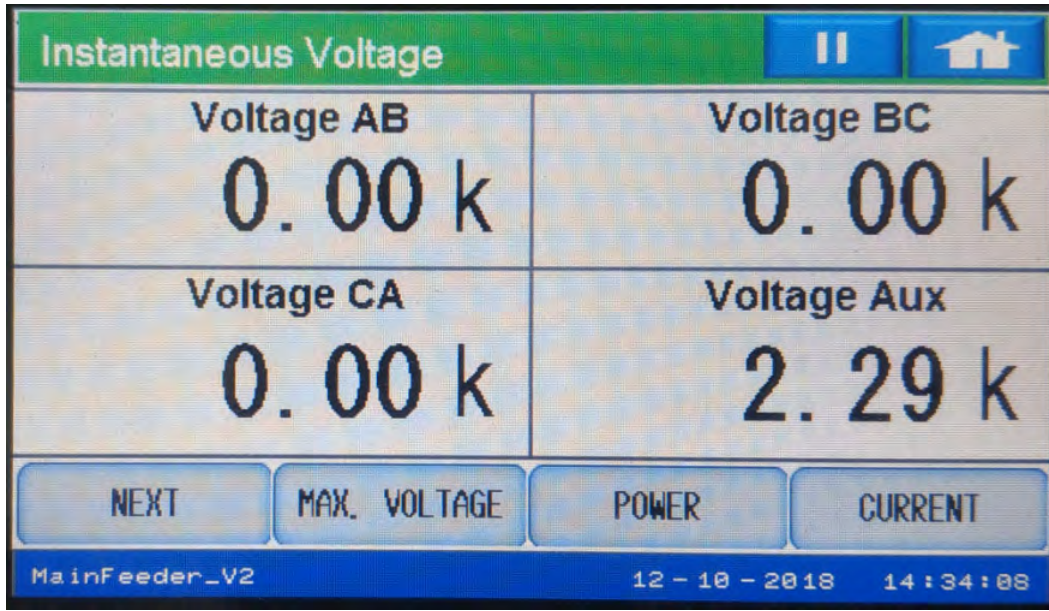 Instantaneous Voltage
Voltage AB
0.00 k
Voltage BC
0.00 k
Voltage CA
0.00 k
Voltage Aux
2.29 k
NEXT
MAX. VOLTAGE
POWER
CURRENT
MainFeeder_V2
12-10-2018 14:34:08